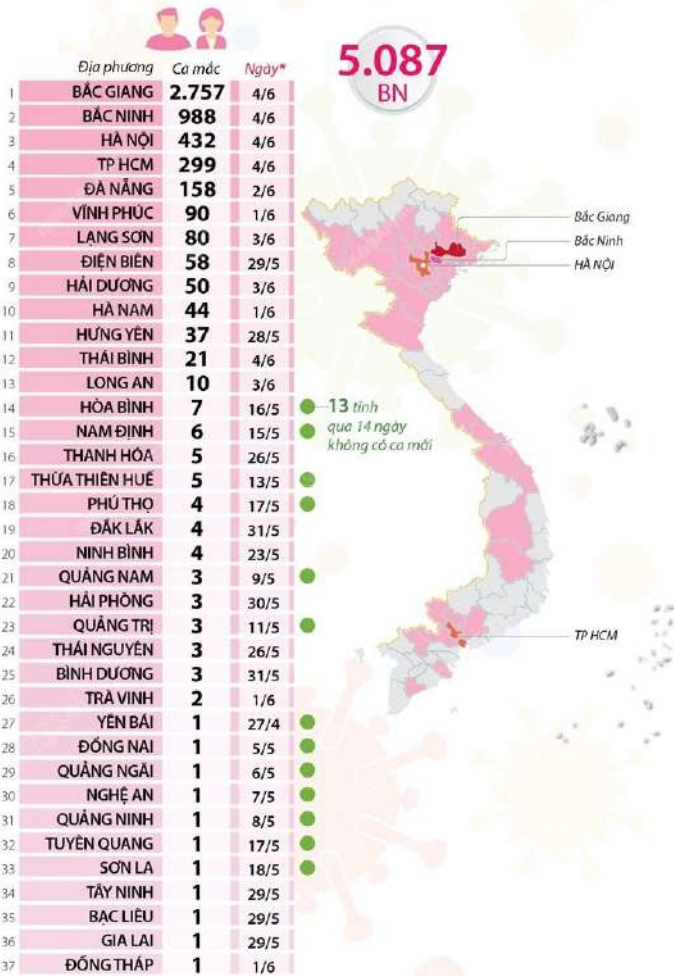 Địa phương Ca mắc Ngày*
5.087
BN
1 BẮC GIANG 2.757 4/6
2 BẮC NINH 988 4/6
3 HÀ NỘI 432 4/6
4 TP HCM 299 4/6
5 ĐÀ NẴNG 158 2/6
6 VĨNH PHÚC 90 1/6
7 LẠNG SƠN 80 3/6
8 ĐIỆN BIÊN 58 29/5
9 HẢI DƯƠNG 50 3/6
10 HÀ NAM 44 1/6
11 HƯNG YÊN 37 28/5
12 THÁI BÌNH 21 4/6
13 LONG AN 10 3/6
14 HÒA BÌNH 7 16/5
15 NAM ĐỊNH 6 15/5
16 THANH HÓA 5 26/5
17 THỪA THIÊN HUẾ 5 13/5
18 PHÚ THỌ 4 17/5
19 ĐẮK LẮK 4 31/5
20 NINH BÌNH 4 23/5
21 QUẢNG NAM 3 9/5
22 HẢI PHÒNG 3 30/5
23 QUẢNG TRỊ 3 11/5
24 THÁI NGUYÊN 3 26/5
25 BÌNH DƯƠNG 3 31/5
26 TRÀ VINH 2 1/6
27 YÊN BÁI 1 27/4
28 ĐỒNG NAI 1 5/5
29 QUẢNG NGÃI 1 6/5
30 NGHỆ AN 1 7/5
31 QUẢNG NINH 1 8/5
32 TUYÊN QUANG 1 17/5
33 SƠN LA 1 18/5
34 TÂY NINH 1 29/5
35 BẠC LIÊU 1 29/5
36 GIA LAI 1 29/5
37 ĐỒNG THÁP 1 1/6
13 tỉnh
qua 14 ngày
không có ca mới
Bắc Giang
Bắc Ninh
HÀ NỘI
TP HCM